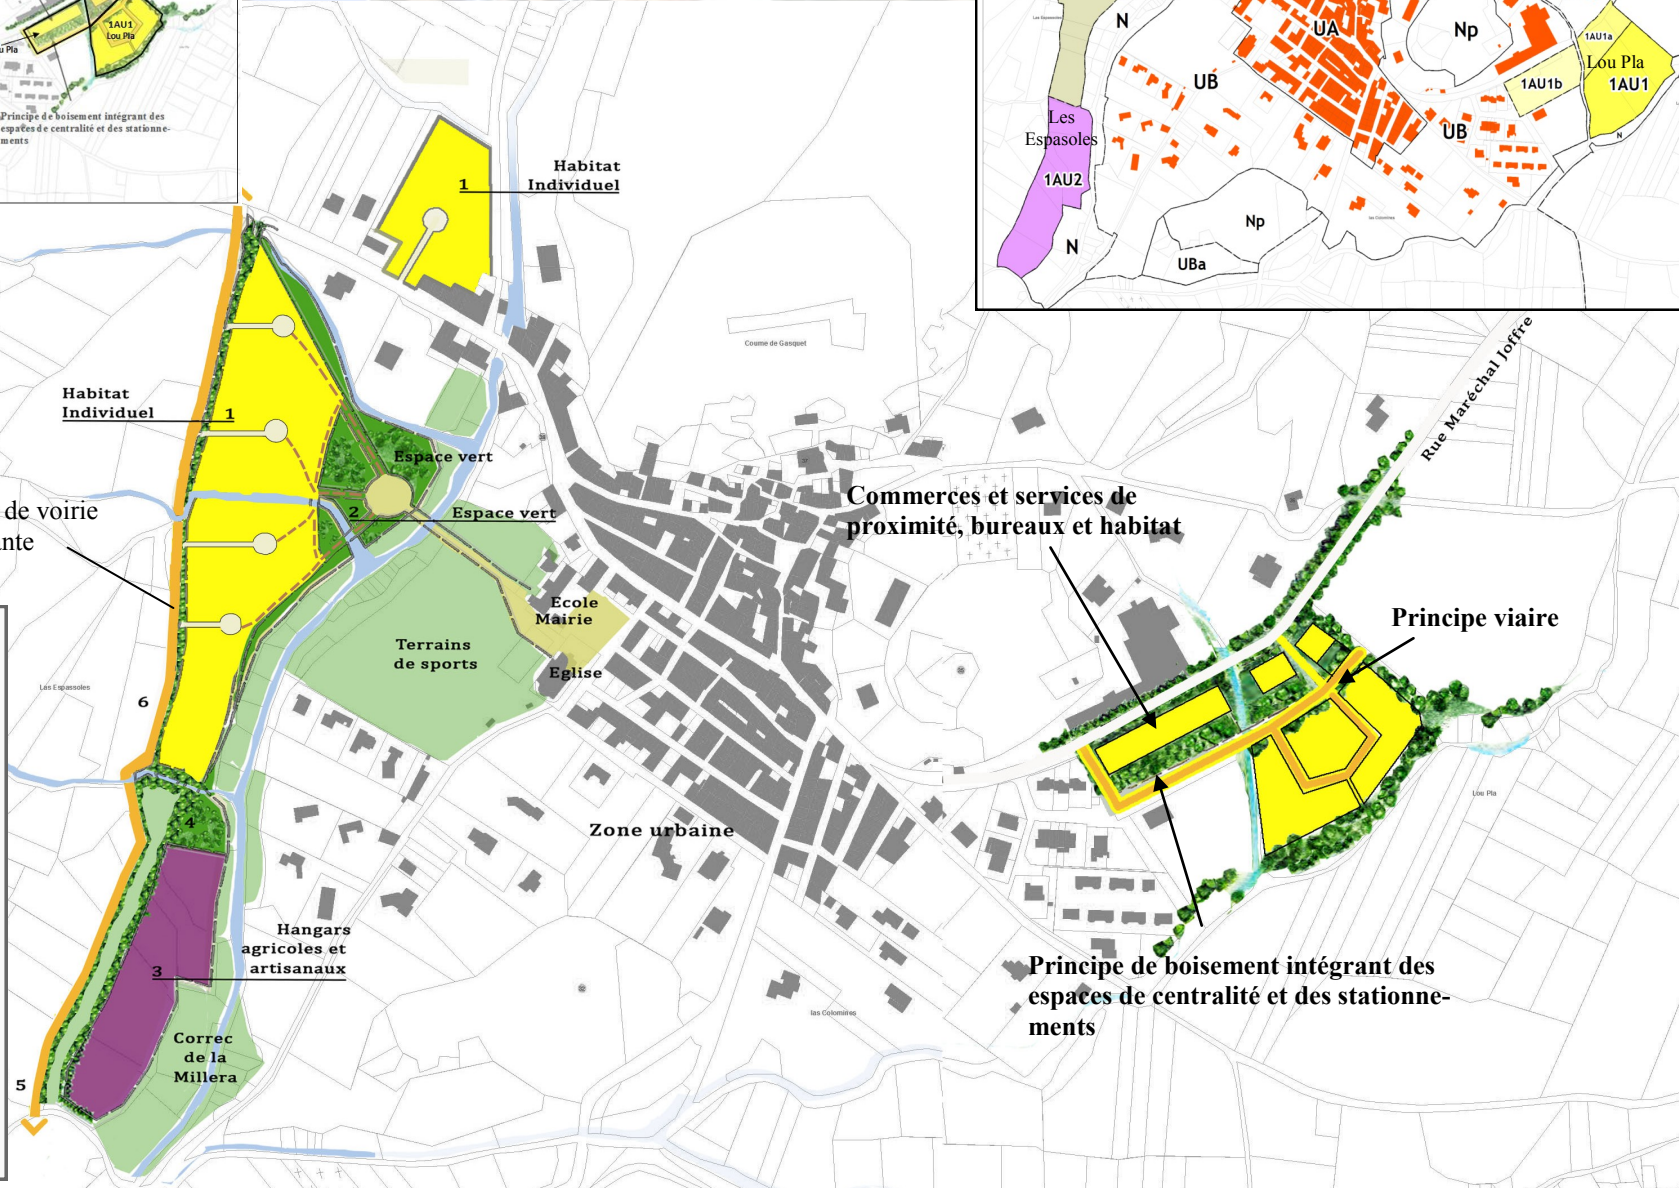 1AU1
Lou Pla
u Pla
Principe de boisement intégrant des
espaces de centralité et des stationne-
ments
N
UA
Np
1AU1a
Lou Pla
1AU1b
1AU1
UB
Les
Espasoles
UB
N
1AU2
N
Np
las Colomines
UBa
1
Habitat
Individuel
Coume de Gasquet
Rue Maréchal Joffre
Habitat
Individuel
1
Espace vert
2
Espace vert
de voirie
nte
Commerces et services de
proximité, bureaux et habitat
Ecole
Mairie
Principe viaire
Terrains
de sports
Eglise
Las Espassoles
6
Lou Pla
4
Zone urbaine
Hangars
agricoles et
artisanaux
3
Principe de boisement intégrant des
espaces de centralité et des stationne-
ments
las Colomines
Correc
de la
Millera
5